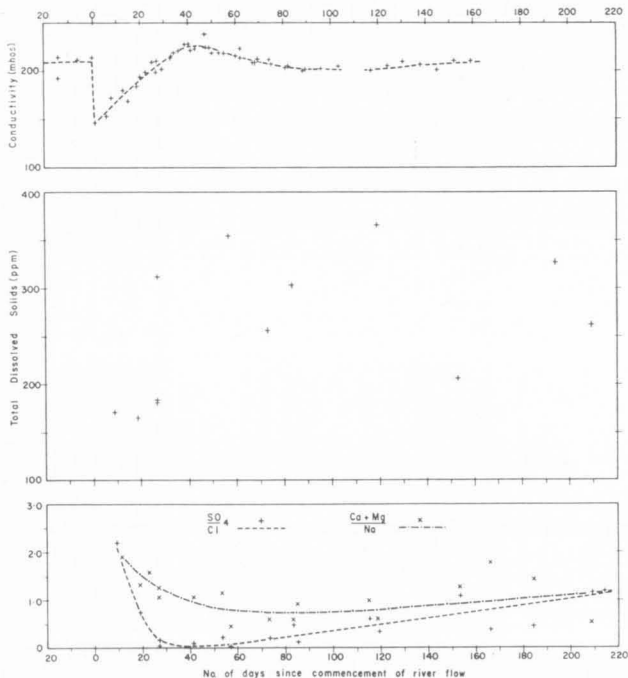 20 0 20 40 60 80 100 120 140 160 180 200 220
Conductivity (mhos)
200
100
400
300
200
100
Total Dissolved Solids (ppm)
3·0
2·0
1·0
0
SO4
Cl
+
Ca + Mg
Na
x
20 0 20 40 60 80 100 120 140 160 180 200 220
No. of days since commencement of river flow